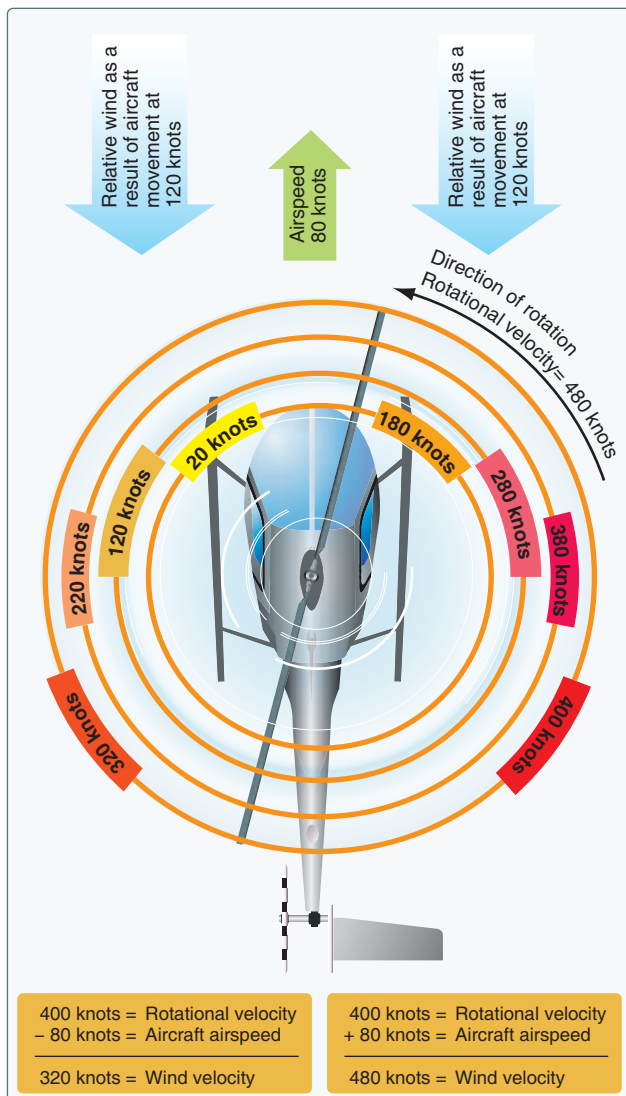 Relative wind as a
result of aircraft
movement at
120 knots
Airspeed
80 knots
Relative wind as a
result of aircraft
movement at
120 knots
Direction of rotation
Rotational velocity= 480 knots
20 knots
180 knots
120 knots
280 knots
220 knots
380 knots
320 knots
400 knots
400 knots = Rotational velocity
– 80 knots = Aircraft airspeed
320 knots = Wind velocity
400 knots = Rotational velocity
+ 80 knots = Aircraft airspeed
480 knots = Wind velocity